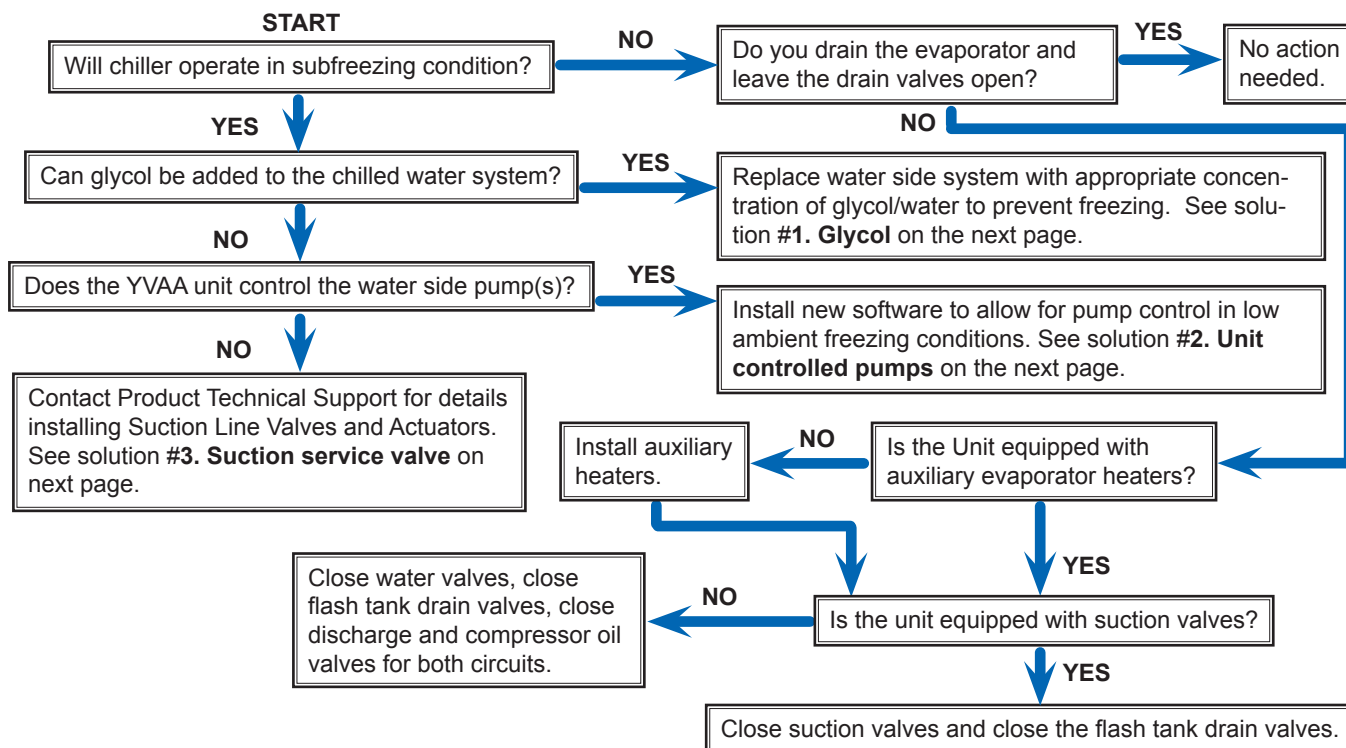 START
Will chiller operate in subfreezing condition?
NO
Do you drain the evaporator and
leave the drain valves open?
YES
No action
needed.
YES
NO
Can glycol be added to the chilled water system?
YES
Replace water side system with appropriate concen-
tration of glycol/water to prevent freezing. See solu-
tion #1. Glycol on the next page.
NO
Does the YVAA unit control the water side pump(s)?
YES
Install new software to allow for pump control in low
ambient freezing conditions. See solution #2. Unit
controlled pumps on the next page.
NO
Contact Product Technical Support for details
installing Suction Line Valves and Actuators.
See solution #3. Suction service valve on
next page.
Install auxiliary
heaters.
NO
Is the Unit equipped with
auxiliary evaporator heaters?
YES
Close water valves, close
flash tank drain valves, close
discharge and compressor oil
valves for both circuits.
NO
Is the unit equipped with suction valves?
YES
Close suction valves and close the flash tank drain valves.